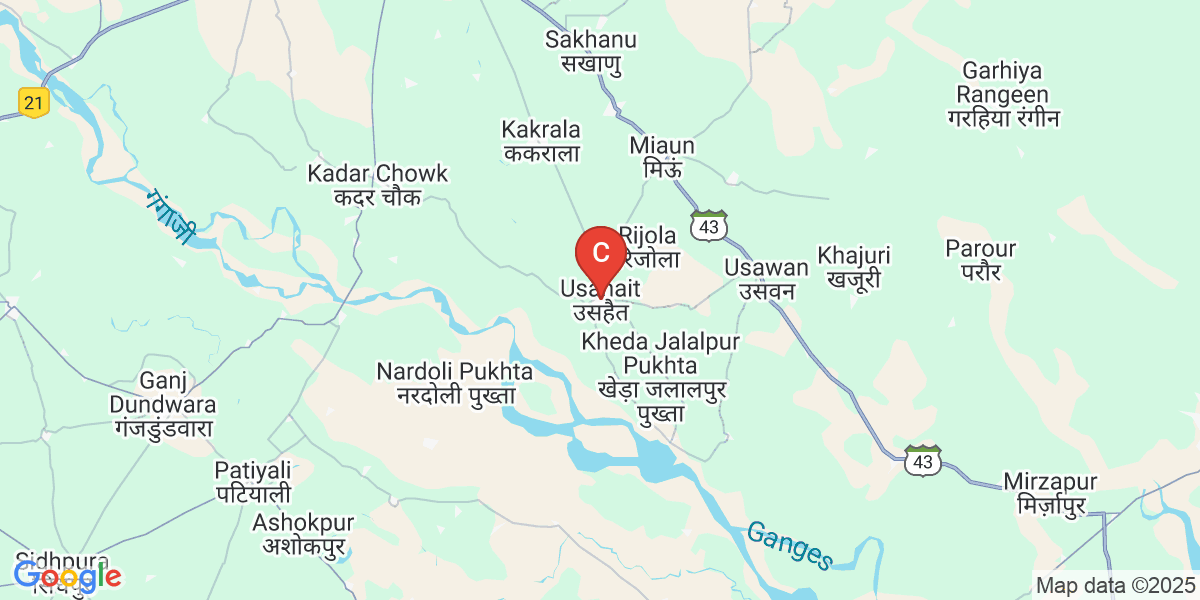 Sakhanu
सखाणु
Garhiya
Rangeen
गरहिया रंगीन
21
Kakrala
ककराला
Miaun
मिऊं
Kadar Chowk
कदर चौक
गंगाजी
43
Rijola
रिजोला
C
Usawan
उसवन
Khajuri
खजूरी
Parour
परौर
Usahait
उसहैत
Kheda Jalalpur
Pukhta
खेड़ा जलालपुर
पुख्ता
Nardoli Pukhta
नरदोली पुख्ता
Ganj
Dundwara
गंजडुंडवारा
Patiyali
पटियाली
43
Mirzapur
मिर्ज़ापुर
Ashokpur
अशोकपुर
Ganges
Sidhpura
Google
Map data ©2025